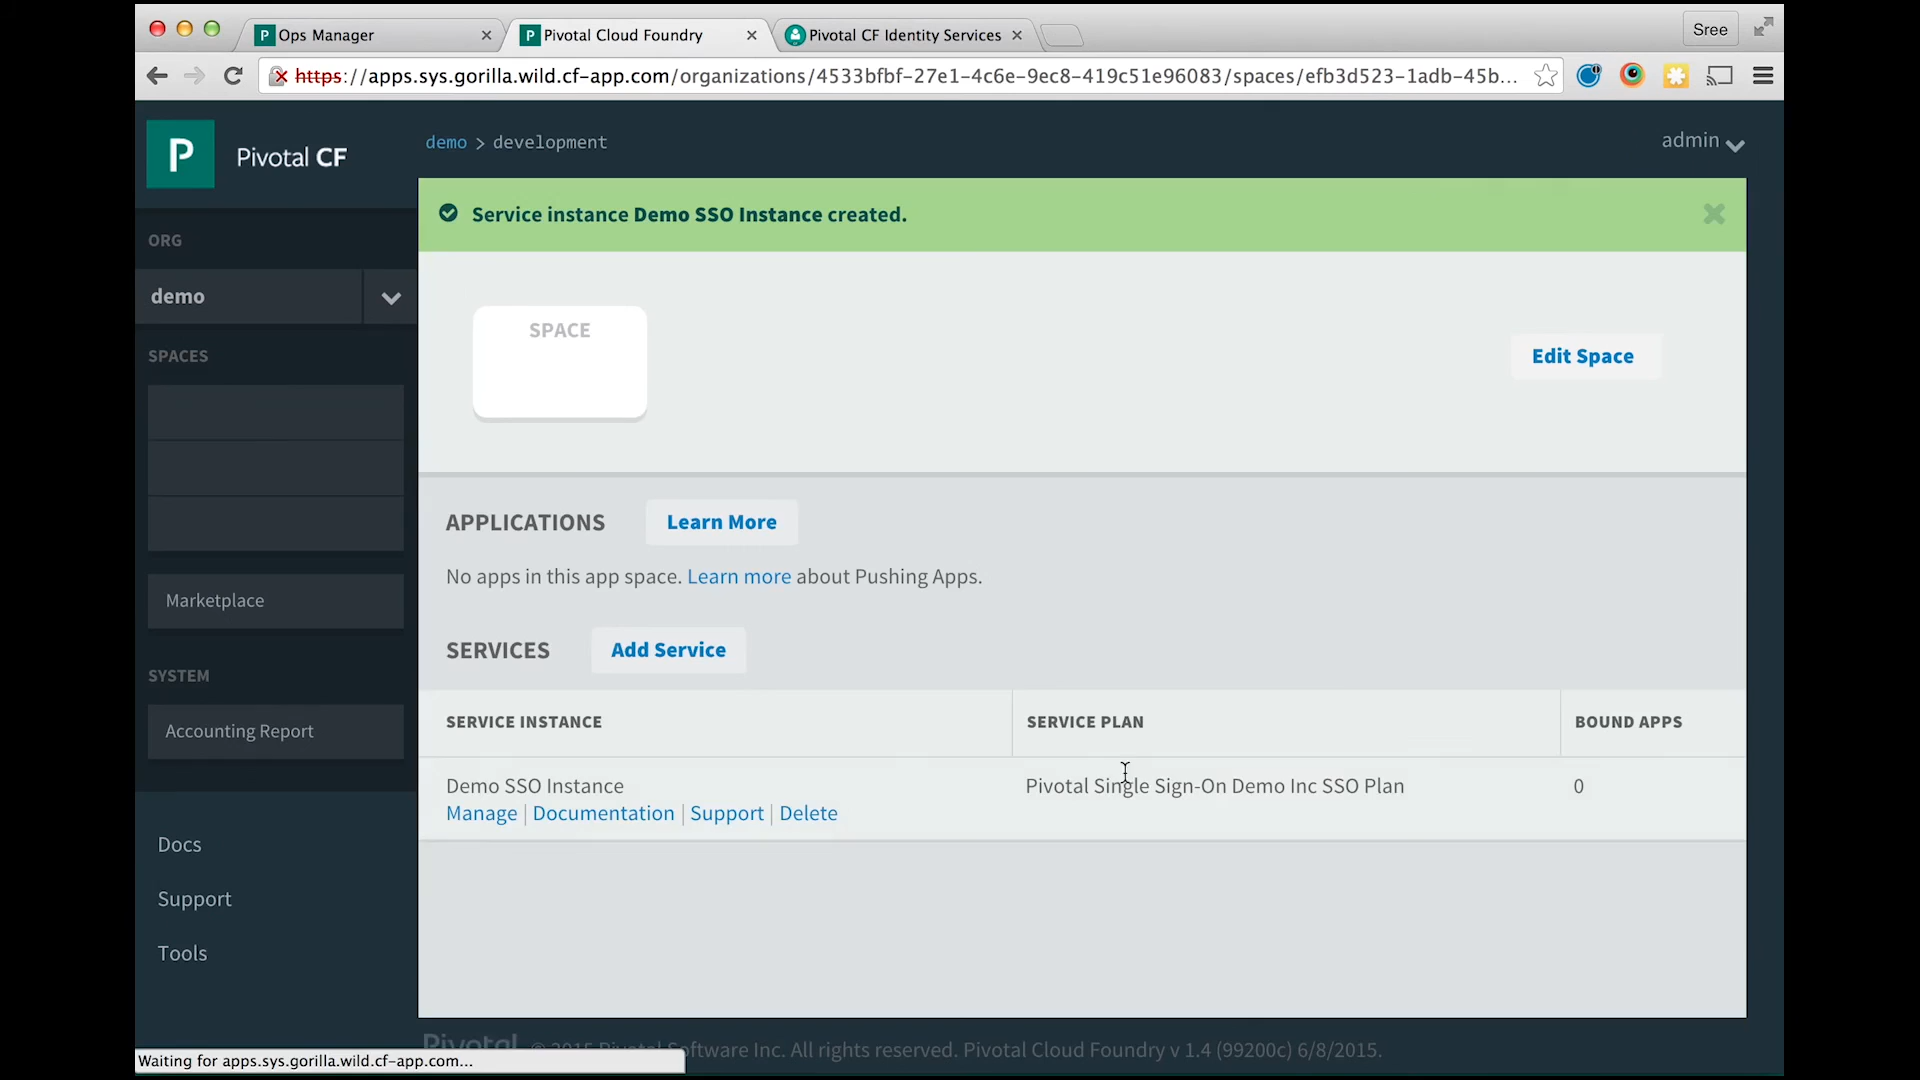 Ops Manager
Pivotal Cloud Foundry
Pivotal CF Identity Services
Sree
https://apps.sys.gorilla.wild.cf-app.com/organizations/4533bfbf-27e1-4c6e-9ec8-419c51e96083/spaces/efb3d523-1adb-45b...
P Pivotal CF
demo > development
admin
Service instance Demo SSO Instance created.
ORG
demo
SPACES
SPACE
Edit Space
APPLICATIONS
Learn More
No apps in this app space. Learn more about Pushing Apps.
Marketplace
SERVICES
Add Service
SYSTEM
Accounting Report
SERVICE INSTANCE
SERVICE PLAN
BOUND APPS
Demo SSO Instance
Pivotal Single Sign-On Demo Inc SSO Plan
0
Manage | Documentation | Support | Delete
Docs
Support
Tools
Pivotal © 2015 Pivotal Software Inc. All rights reserved. Pivotal Cloud Foundry v 1.4 (99200c) 6/8/2015.
Waiting for apps.sys.gorilla.wild.cf-app.com...